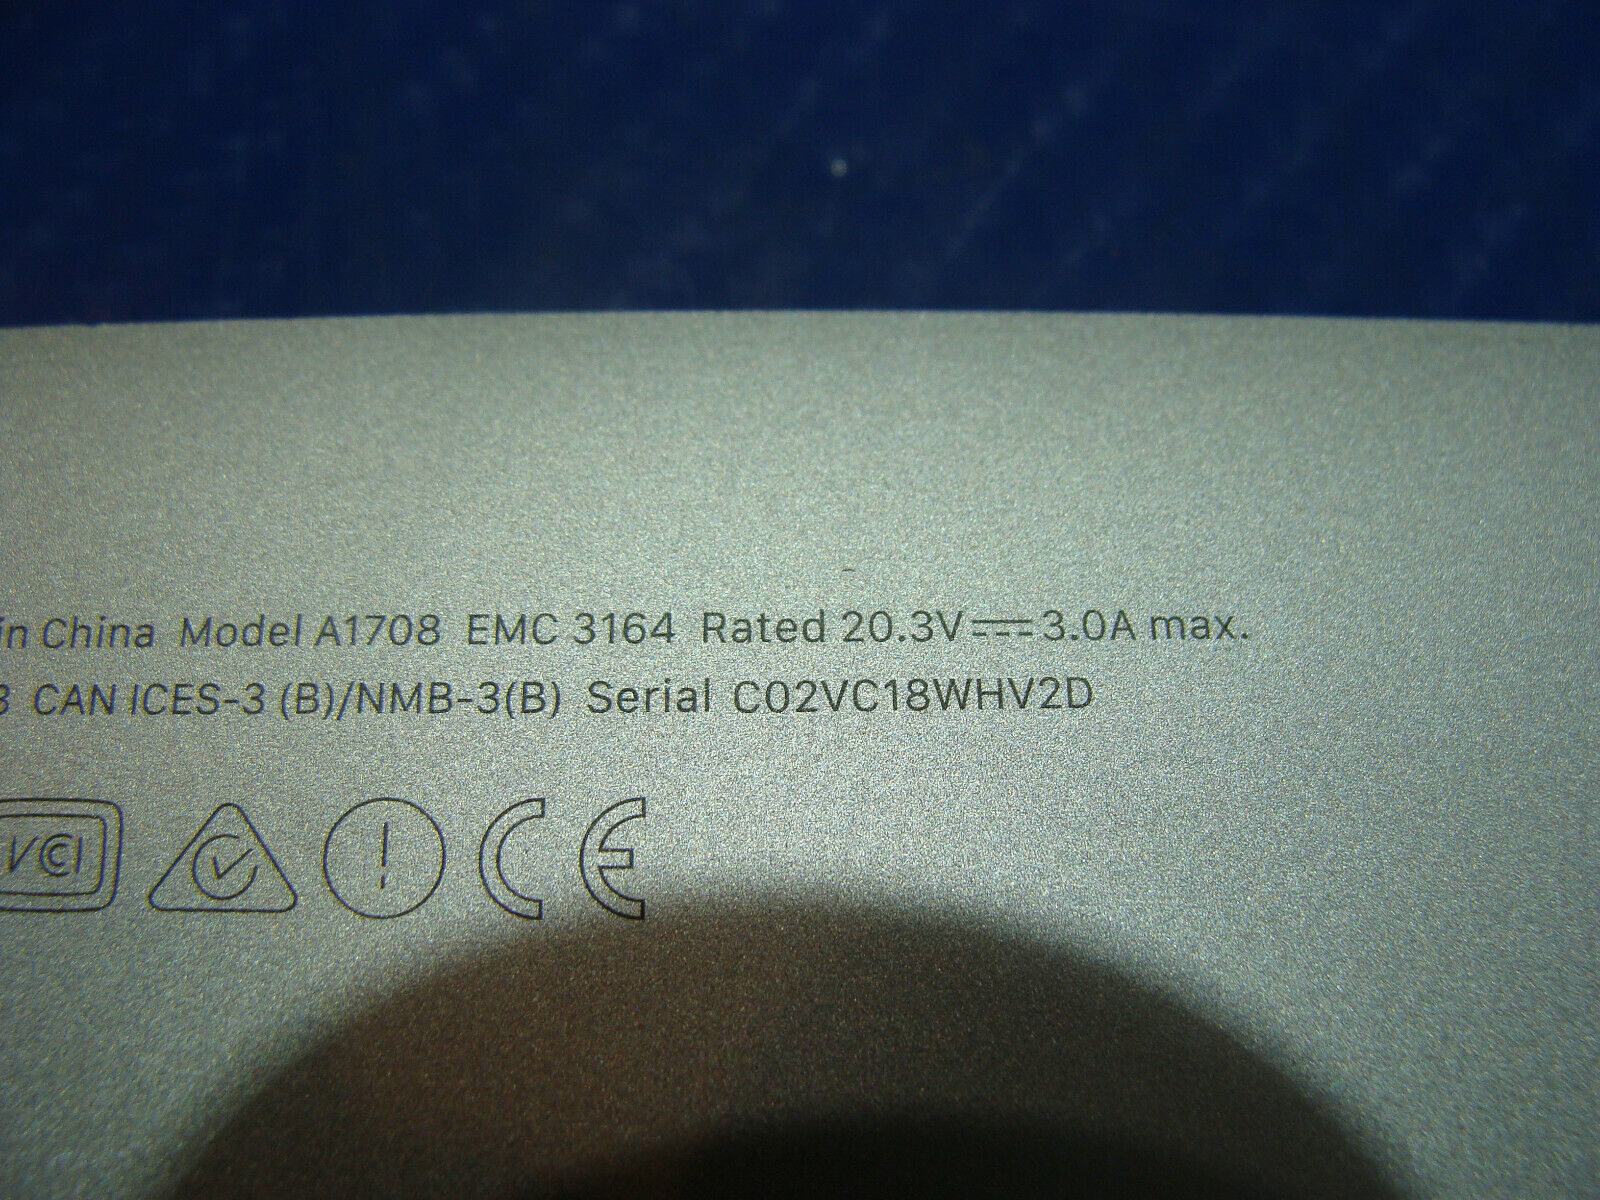 in China Model A1708 EMC 3164 Rated 20.3V⎓3.0A max.
CAN ICES-3 (B)/NMB-3(B) Serial C02VC18WHV2D
VCI ! CE